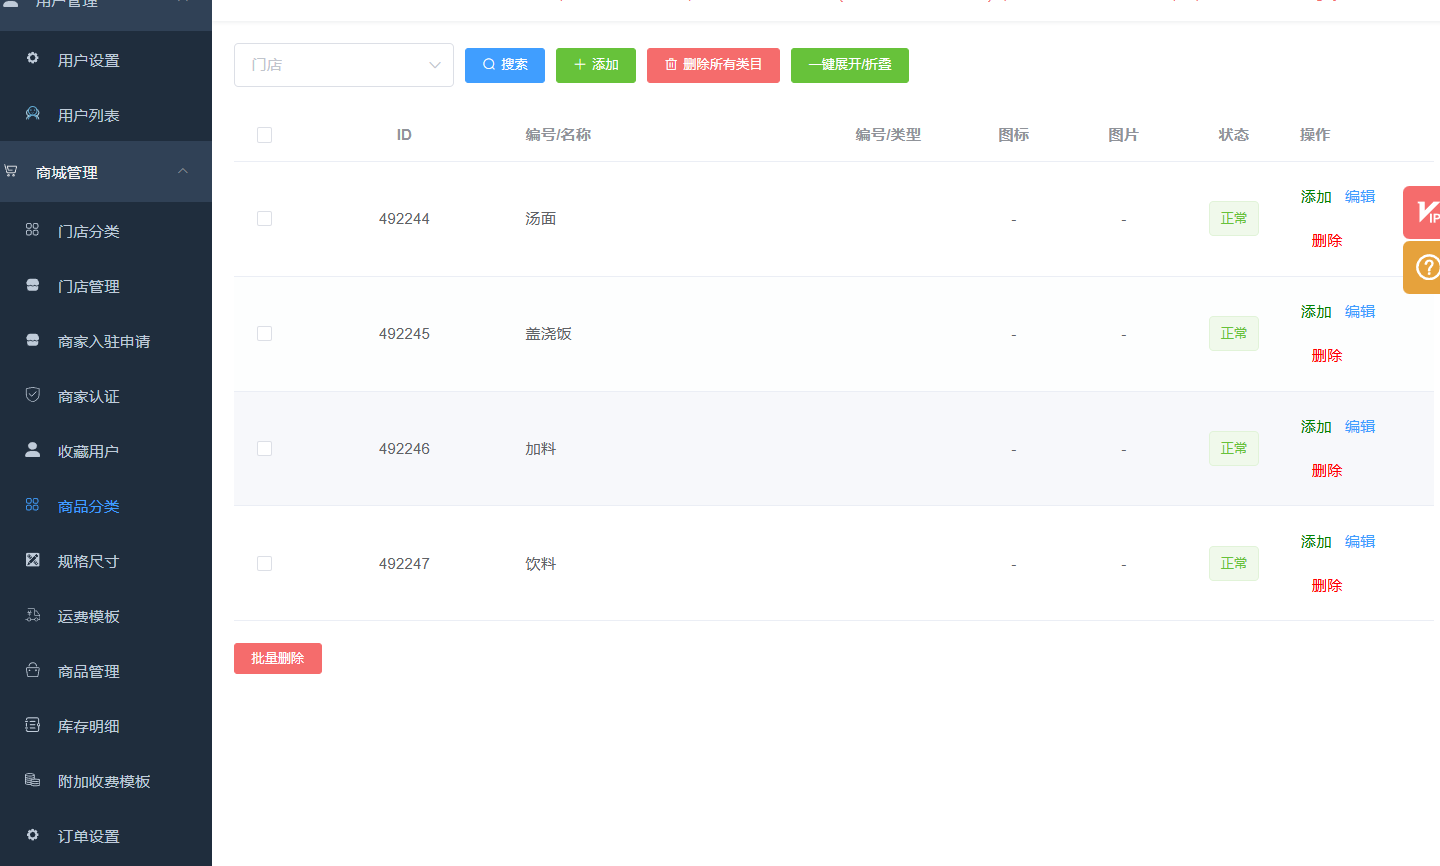 用户管理
用户设置
用户列表
商城管理
门店分类
门店管理
商家入驻申请
商家认证
收藏用户
商品分类
规格尺寸
运费模板
商品管理
库存明细
附加收费模板
订单设置
门店 搜索 添加 删除所有类目 一键展开/折叠
ID 编号/名称 编号/类型 图标 图片 状态 操作
492244 汤面 - - 正常 添加 编辑
删除
492245 盖浇饭 - - 正常 添加 编辑
删除
492246 加料 - - 正常 添加 编辑
删除
492247 饮料 - - 正常 添加 编辑
删除
批量删除
VIP
?